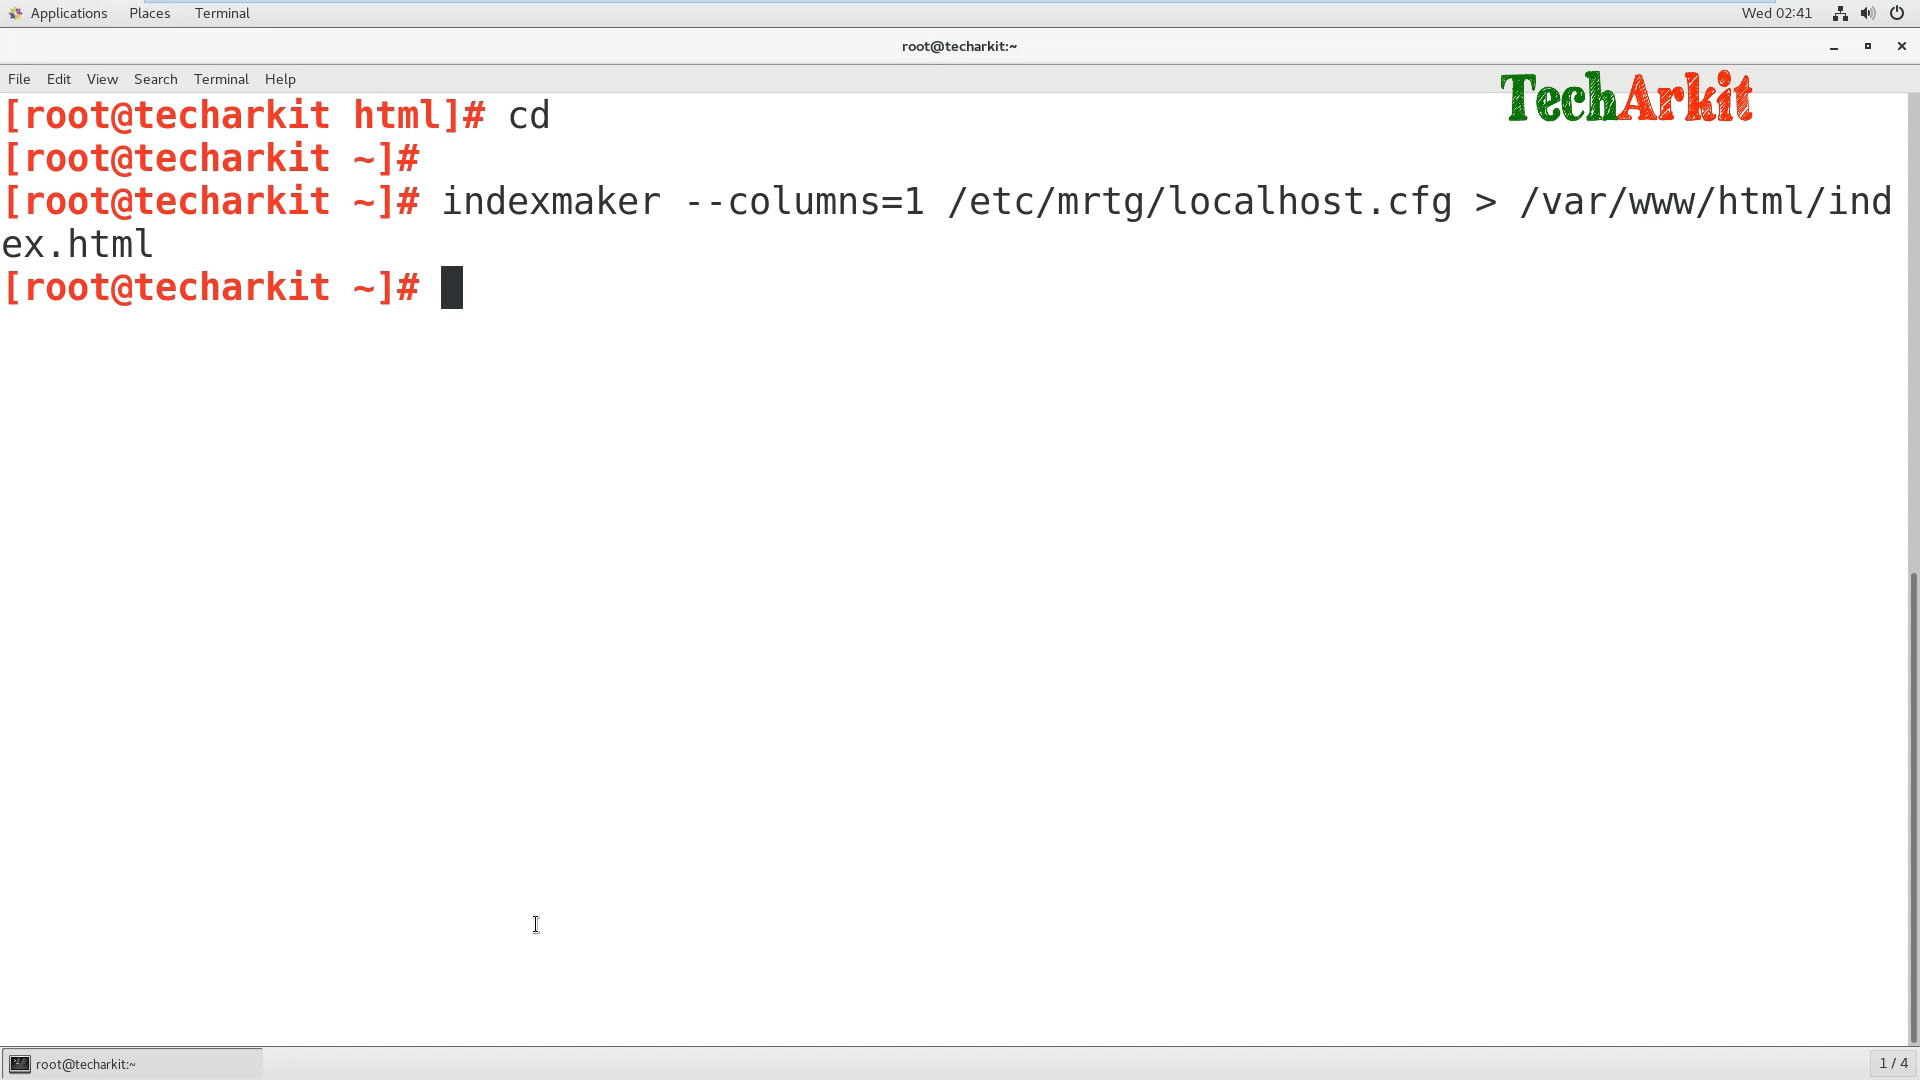 Applications Places Terminal Wed 02:41
root@techarkit:~
File Edit View Search Terminal Help
TechArkit
[root@techarkit html]# cd
[root@techarkit ~]#
[root@techarkit ~]# indexmaker --columns=1 /etc/mrtg/localhost.cfg > /var/www/html/ind
ex.html
[root@techarkit ~]#
root@techarkit:~ 1 / 4